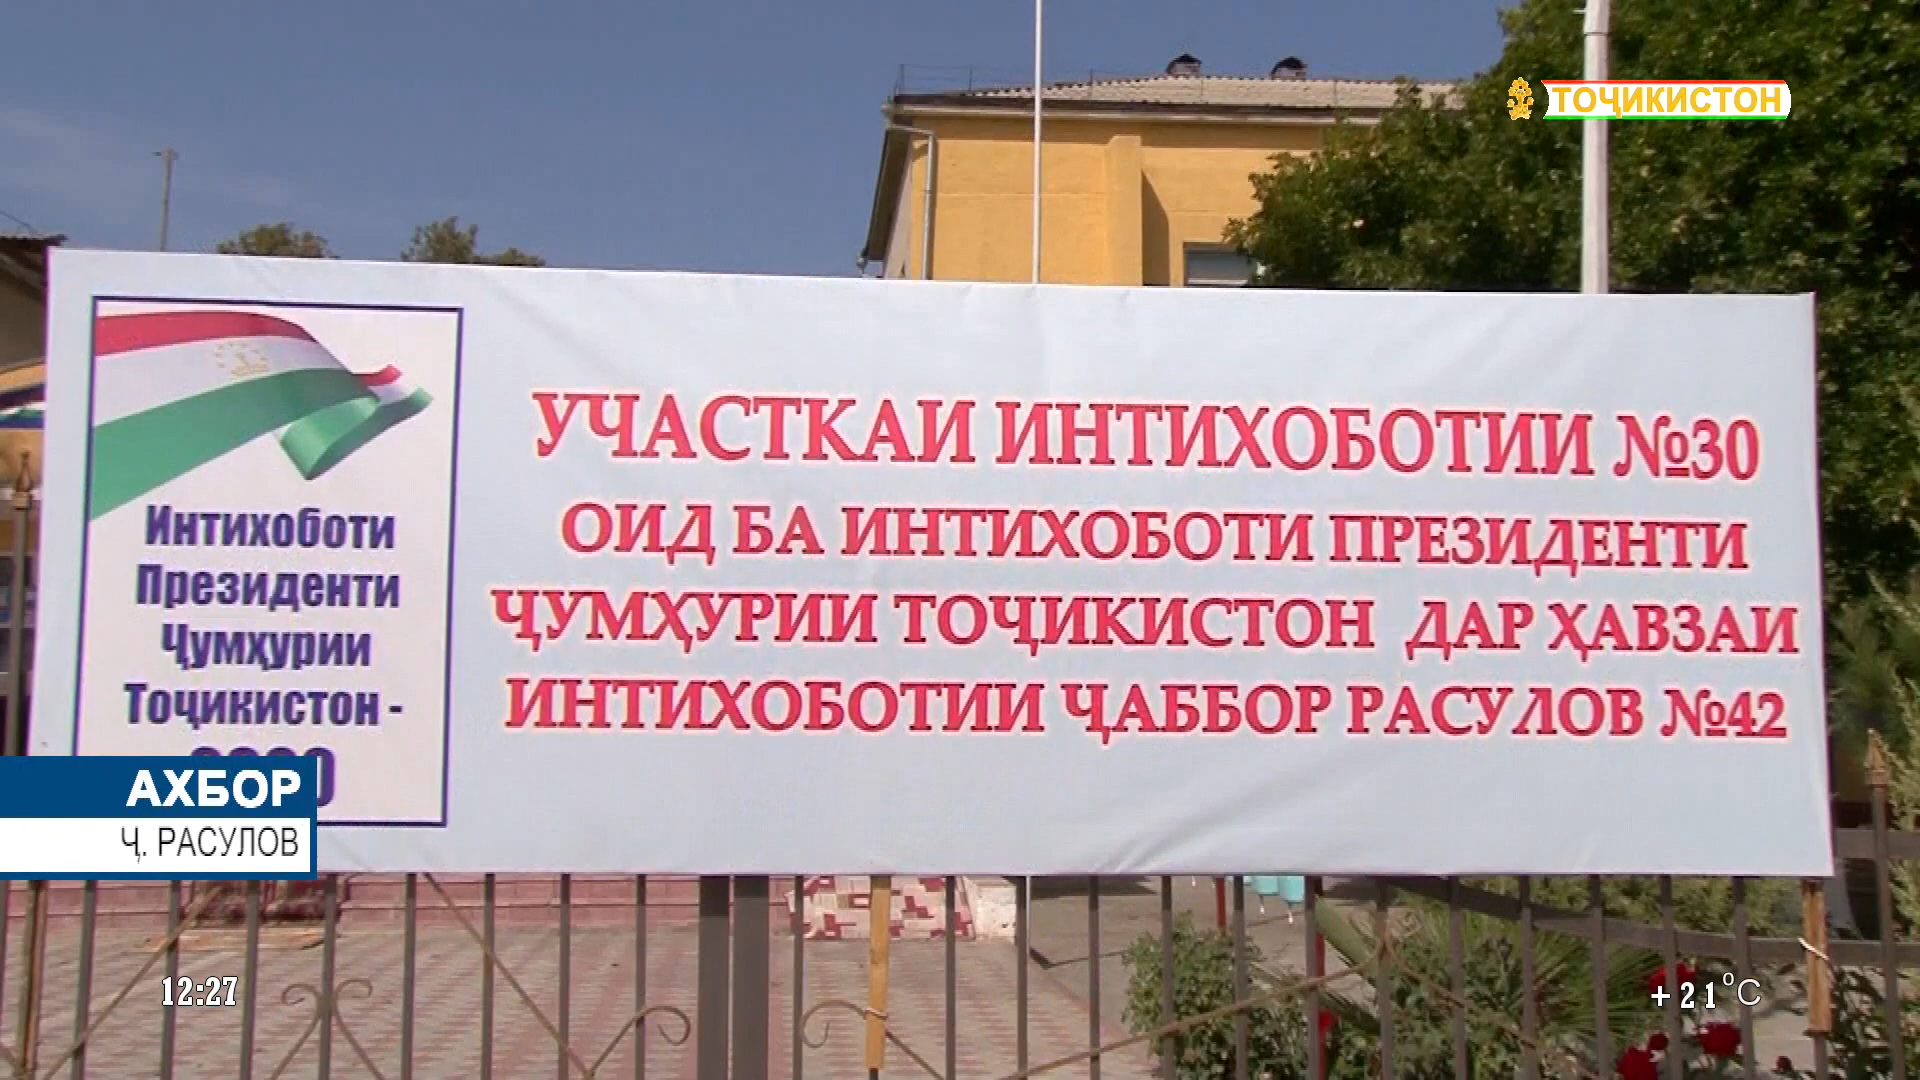 ТОҶИКИСТОН
УЧАСТКАИ ИНТИХОБОТИИ №30
ОИД БА ИНТИХОБОТИ ПРЕЗИДЕНТИ
ҶУМҲУРИИ ТОҶИКИСТОН ДАР ҲАВЗАИ
ИНТИХОБОТИИ ҶАББОР РАСУЛОВ №42
Интихоботи
Президенти
Ҷумҳурии
Тоҷикистон -
АХБОР
Ҷ. РАСУЛОВ
12:27
+21°C